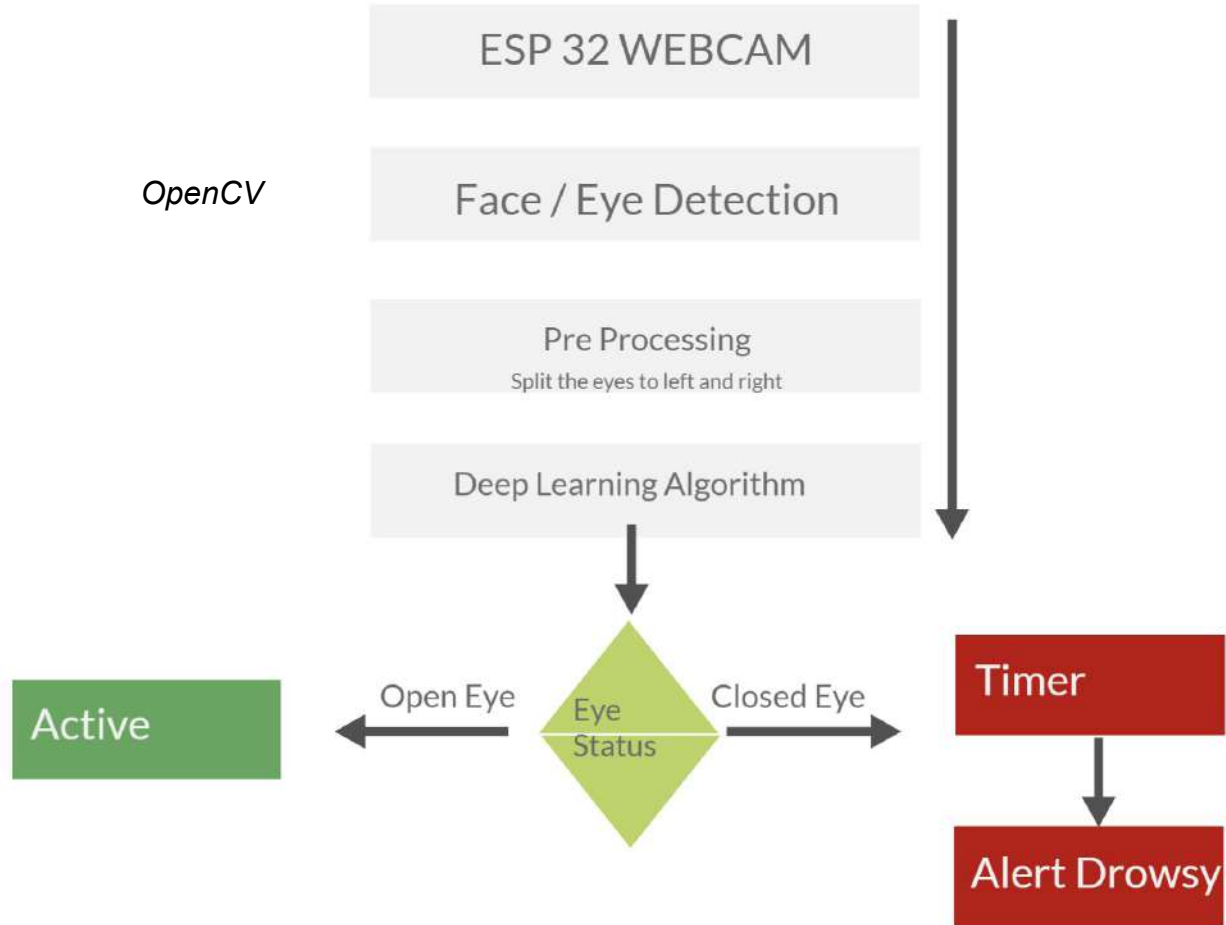 ESP 32 WEBCAM
OpenCV
Face / Eye Detection
Pre Processing
Split the eyes to left and right
Deep Learning Algorithm
Active
Open Eye
Eye
Status
Closed Eye
Timer
Alert Drowsy